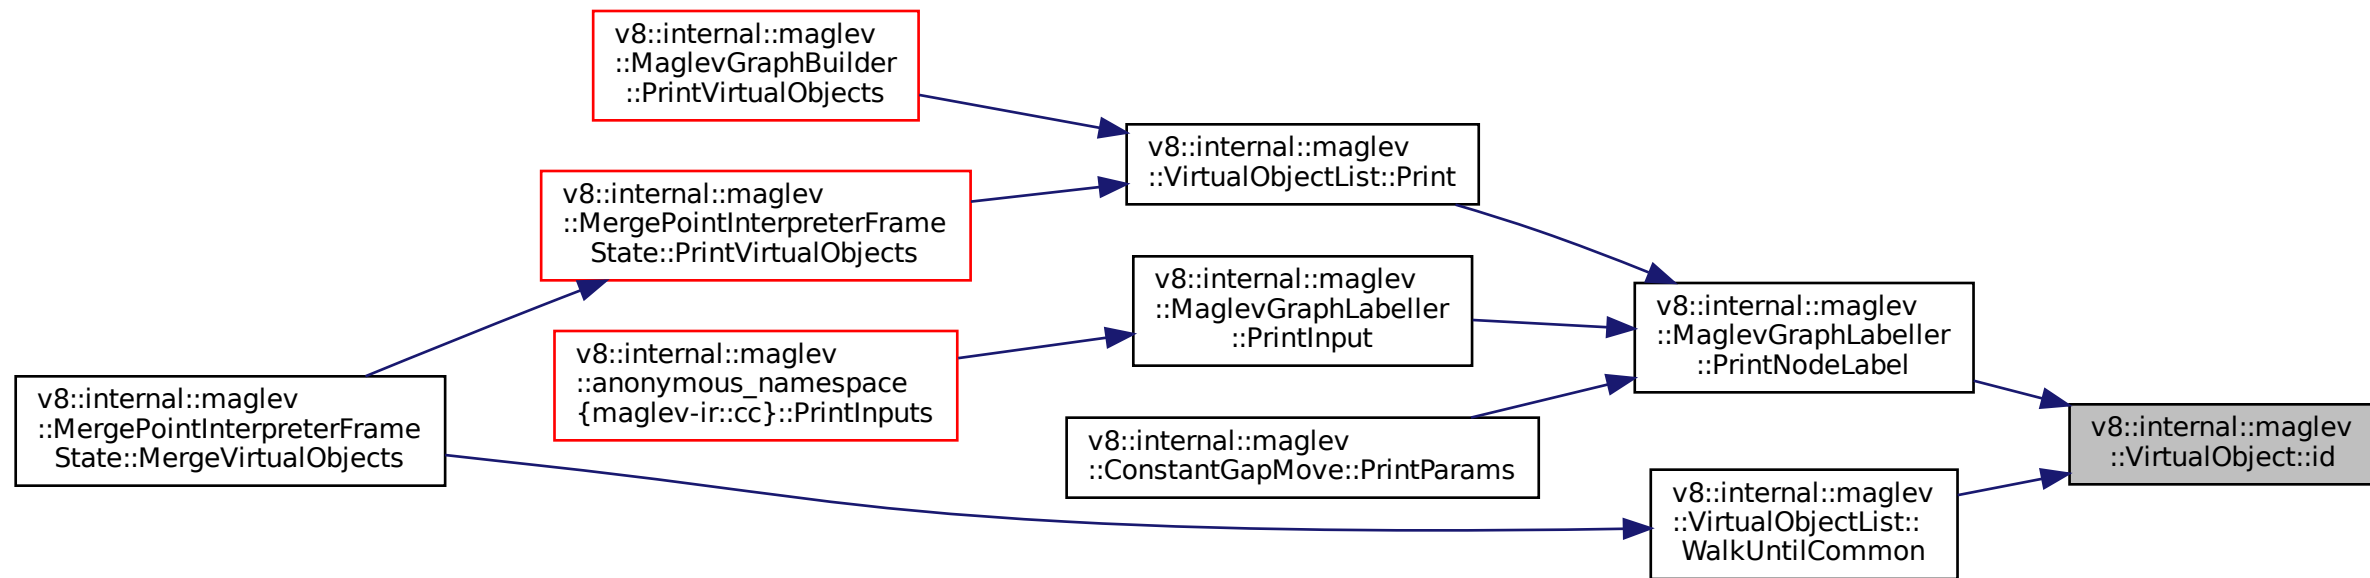 v8::internal::maglev
::MaglevGraphBuilder
::PrintVirtualObjects
v8::internal::maglev
::VirtualObjectList::Print
v8::internal::maglev
::MergePointInterpreterFrame
State::PrintVirtualObjects
v8::internal::maglev
::MaglevGraphLabeller
::PrintInput
v8::internal::maglev
::MaglevGraphLabeller
::PrintNodeLabel
v8::internal::maglev
::anonymous_namespace
{maglev-ir::cc}::PrintInputs
v8::internal::maglev
::MergePointInterpreterFrame
State::MergeVirtualObjects
v8::internal::maglev
::ConstantGapMove::PrintParams
v8::internal::maglev
::VirtualObject::id
v8::internal::maglev
::VirtualObjectList::
WalkUntilCommon